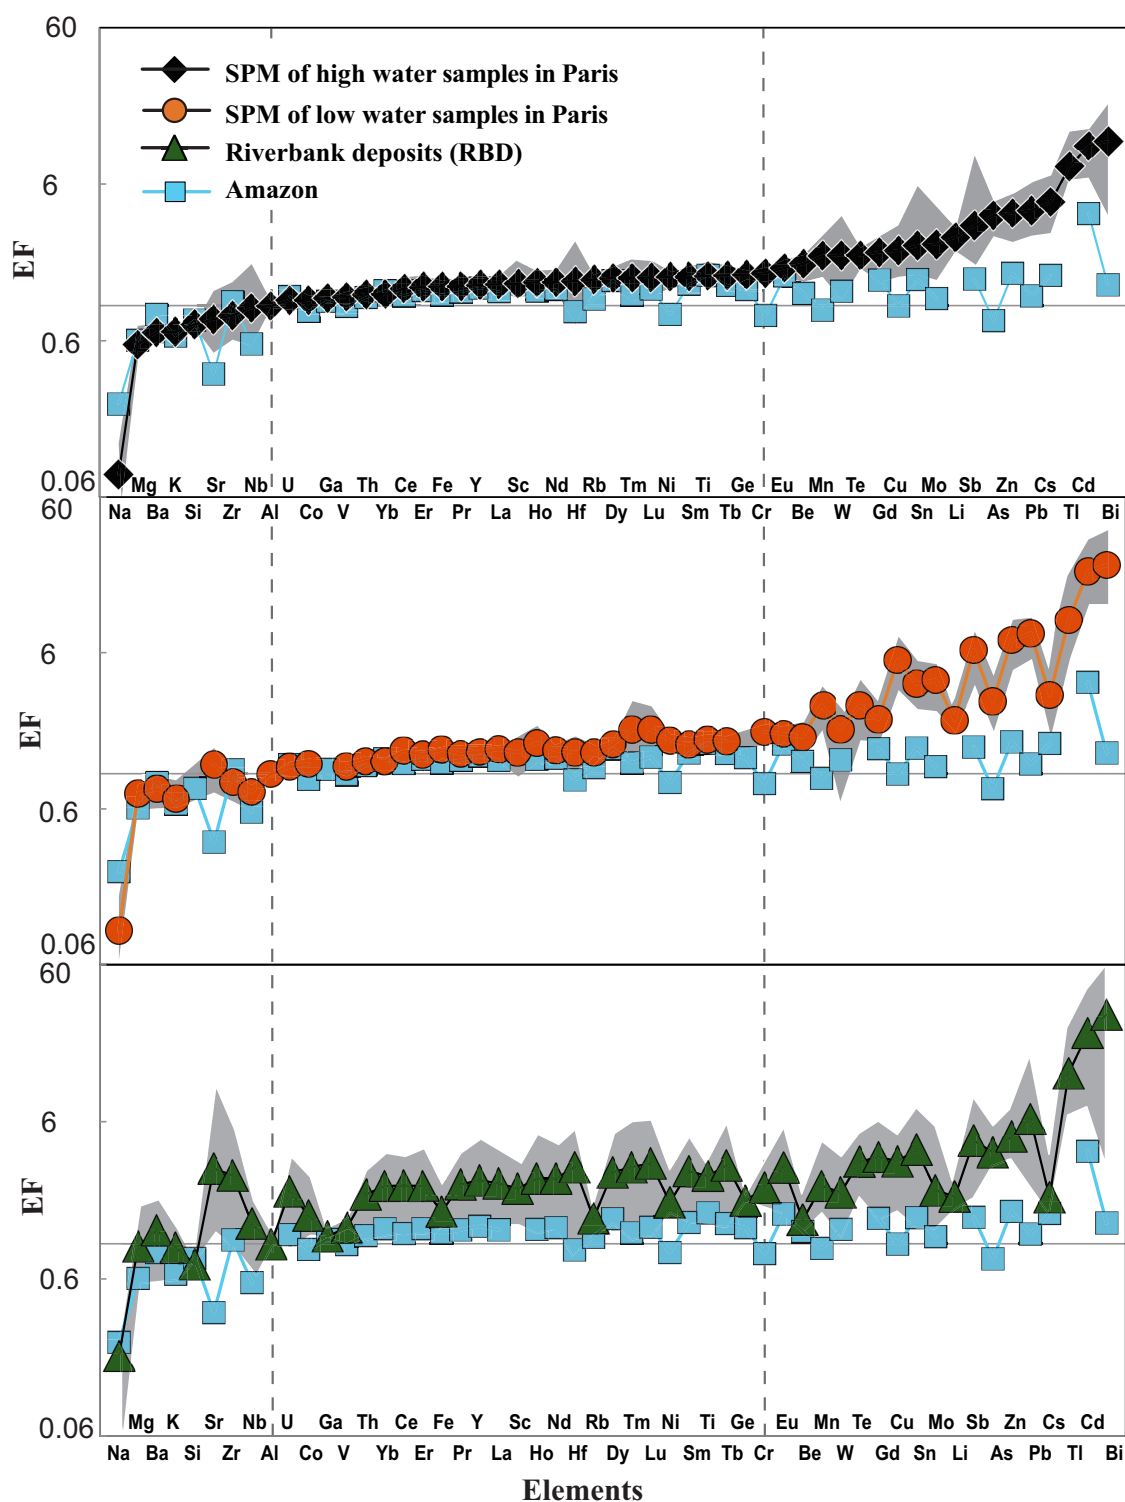 60
SPM of high water samples in Paris
SPM of low water samples in Paris
Riverbank deposits (RBD)
Amazon
6
EF
0.6
0.06
Mg K Sr Nb U Ga Th Ce Fe Y Sc Nd Rb Tm Ni Ti Ge Eu Mn Te Cu Mo Sb Zn Cs Cd
Na Ba Si Zr Al Co V Yb Er Pr La Ho Hf Dy Lu Sm Tb Cr Be W Gd Sn Li As Pb Tl Bi
60
6
EF
0.6
0.06
60
6
EF
0.6
Mg K Sr Nb U Ga Th Ce Fe Y Sc Nd Rb Tm Ni Ti Ge Eu Mn Te Cu Mo Sb Zn Cs Cd
0.06
Na Ba Si Zr Al Co V Yb Er Pr La Ho Hf Dy Lu Sm Tb Cr Be W Gd Sn Li As Pb Tl Bi
Elements